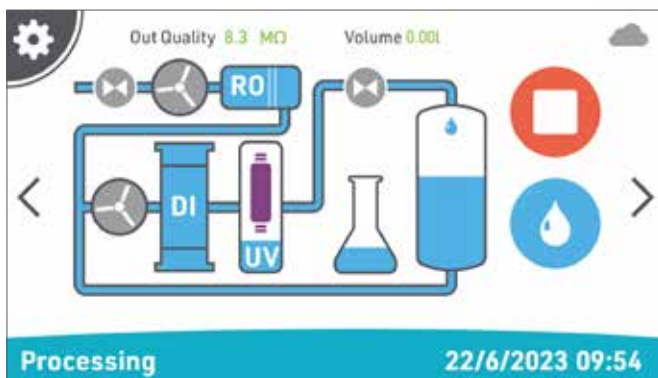 Out Quality 8.3 MΩ Volume 0.00l
RO
DI
UV
Processing 22/6/2023 09:54